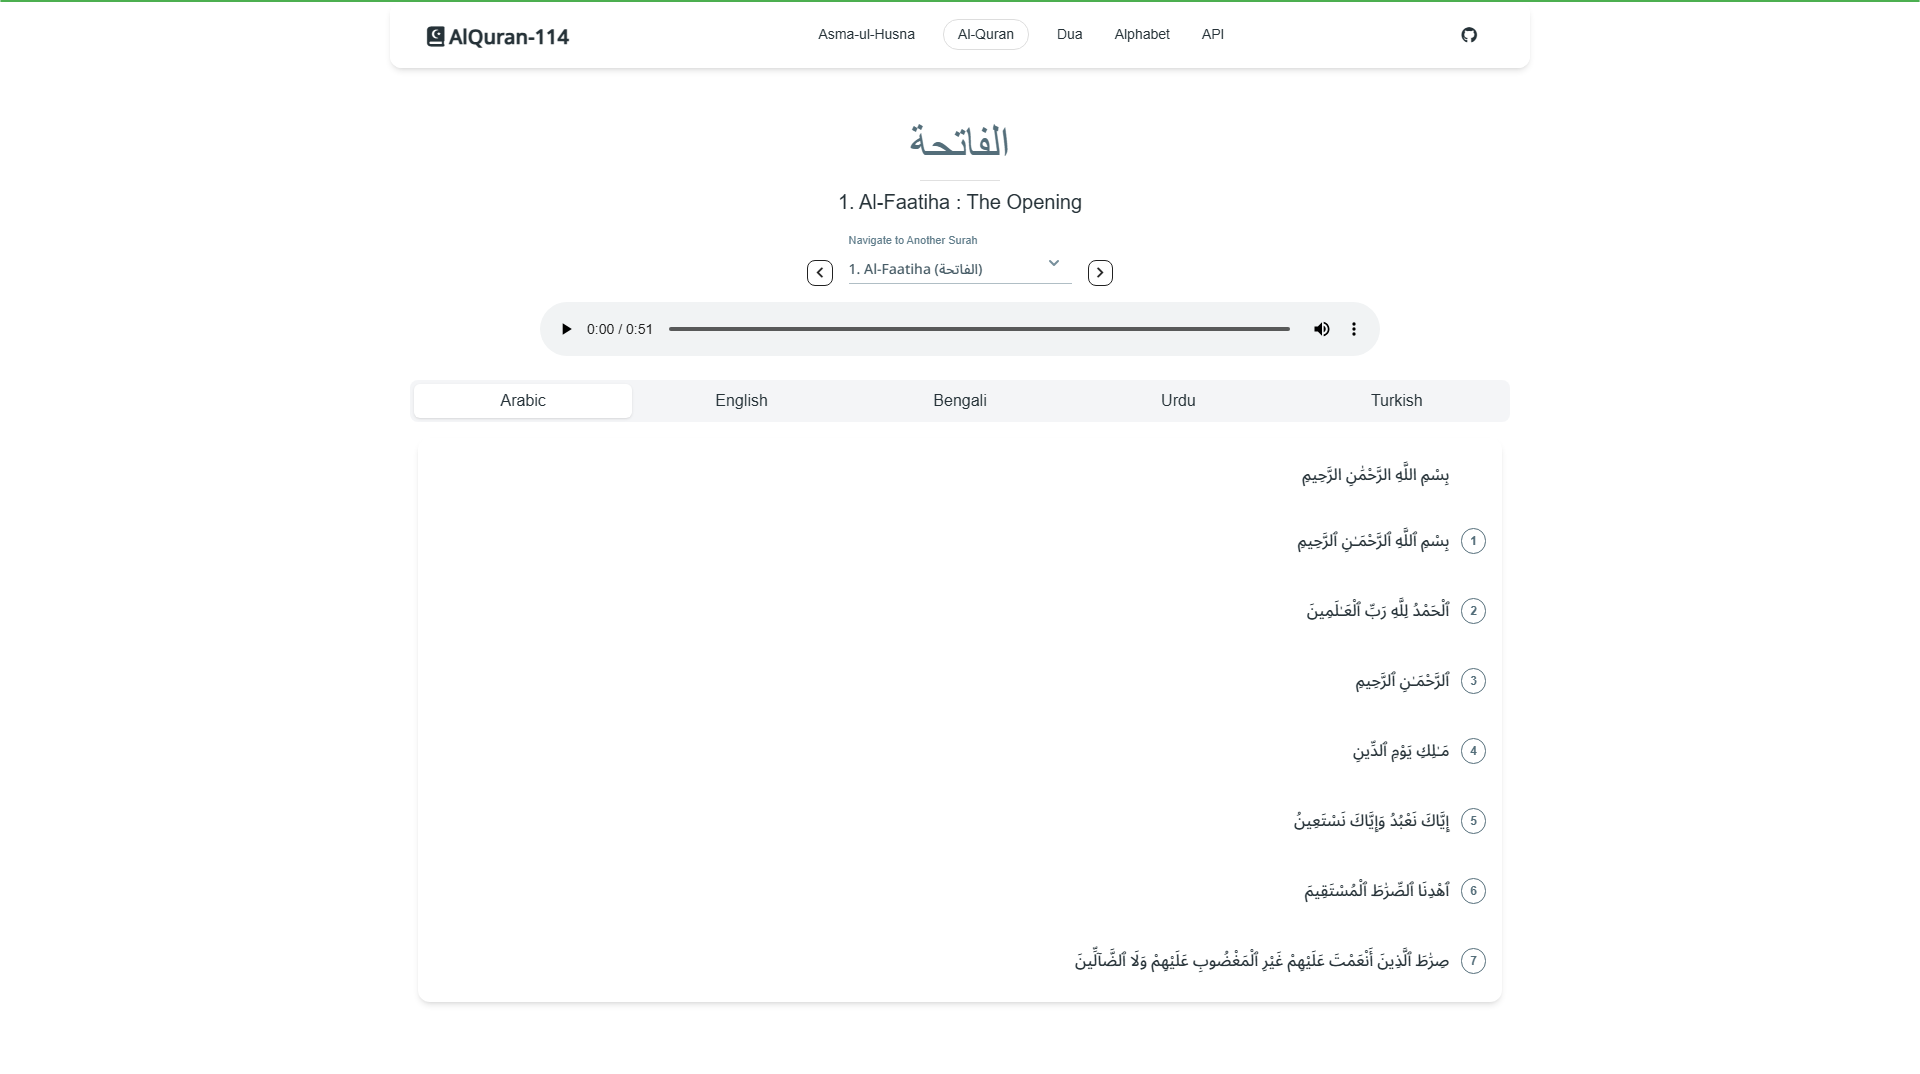 AlQuran-114
Asma-ul-Husna
Al-Quran
Dua
Alphabet
API
الفاتحة
1. Al-Faatiha : The Opening
Navigate to Another Surah
1. Al-Faatiha (الفاتحة)
0:00 / 0:51
Arabic
English
Bengali
Urdu
Turkish
بِسْمِ اللَّهِ الرَّحْمَٰنِ الرَّحِيمِ
1 بِسْمِ ٱللَّهِ ٱلرَّحْمَـٰنِ ٱلرَّحِيمِ
2 ٱلْحَمْدُ لِلَّهِ رَبِّ ٱلْعَـٰلَمِينَ
3 ٱلرَّحْمَـٰنِ ٱلرَّحِيمِ
4 مَـٰلِكِ يَوْمِ ٱلدِّينِ
5 إِيَّاكَ نَعْبُدُ وَإِيَّاكَ نَسْتَعِينُ
6 ٱهْدِنَا ٱلصِّرَٰطَ ٱلْمُسْتَقِيمَ
7 صِرَٰطَ ٱلَّذِينَ أَنْعَمْتَ عَلَيْهِمْ غَيْرِ ٱلْمَغْضُوبِ عَلَيْهِمْ وَلَا ٱلضَّآلِّينَ